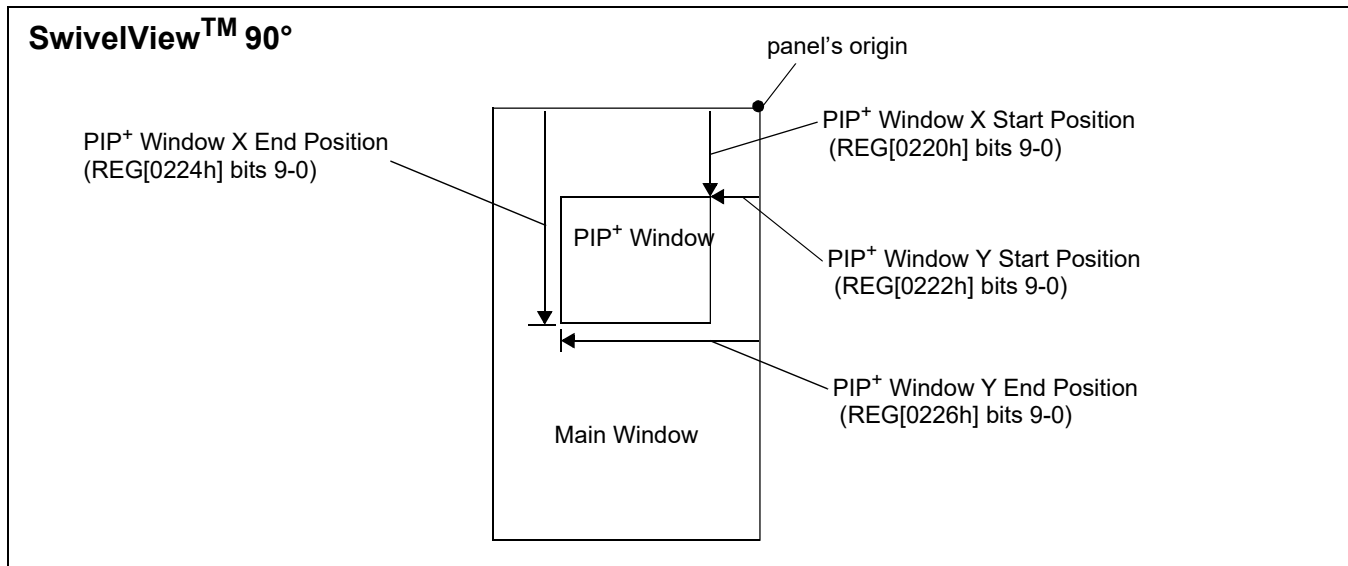 SwivelView™ 90°
panel's origin
PIP+ Window X End Position
(REG[0224h] bits 9-0)
PIP+ Window X Start Position
(REG[0220h] bits 9-0)
PIP+ Window
PIP+ Window Y Start Position
(REG[0222h] bits 9-0)
PIP+ Window Y End Position
(REG[0226h] bits 9-0)
Main Window